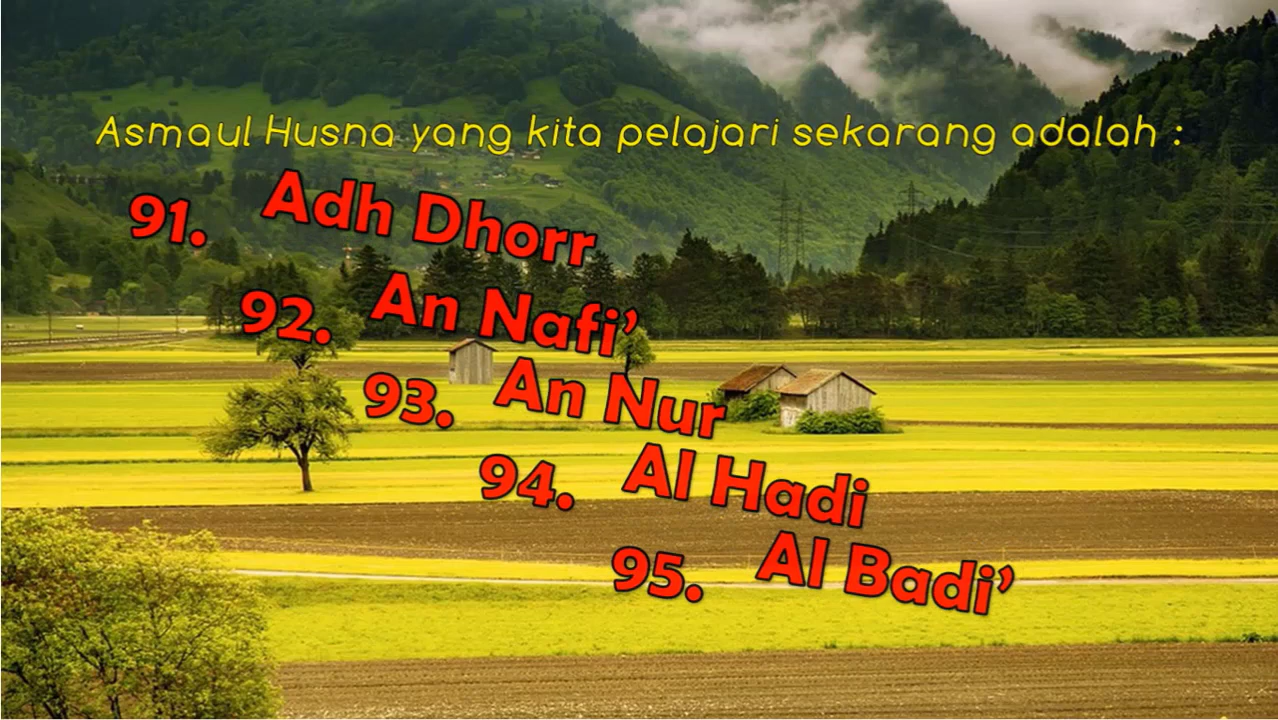 Asmaul Husna yang kita pelajari sekarang adalah :
91. Adh Dhorr
92. An Nafi’
93. An Nur
94. Al Hadi
95. Al Badi’